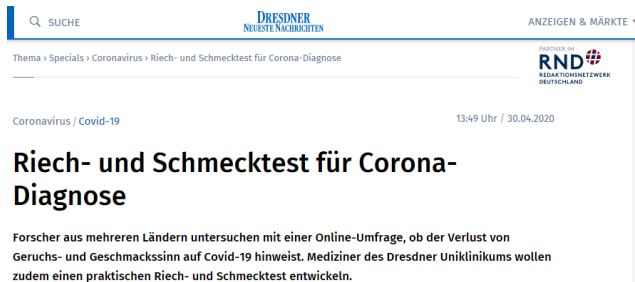 SUCHE
DRESDNER
NEUESTE NACHRICHTEN
ANZEIGEN & MÄRKTE
Thema › Specials › Coronavirus › Riech- und Schmecktest für Corona-Diagnose
PARTNER IM
RND
REDAKTIONSNETZWERK
DEUTSCHLAND
Coronavirus / Covid-19
13:49 Uhr / 30.04.2020
Riech- und Schmecktest für Corona-
Diagnose
Forscher aus mehreren Ländern untersuchen mit einer Online-Umfrage, ob der Verlust von
Geruchs- und Geschmackssinn auf Covid-19 hinweist. Mediziner des Dresdner Uniklinikums wollen
zudem einen praktischen Riech- und Schmecktest entwickeln.